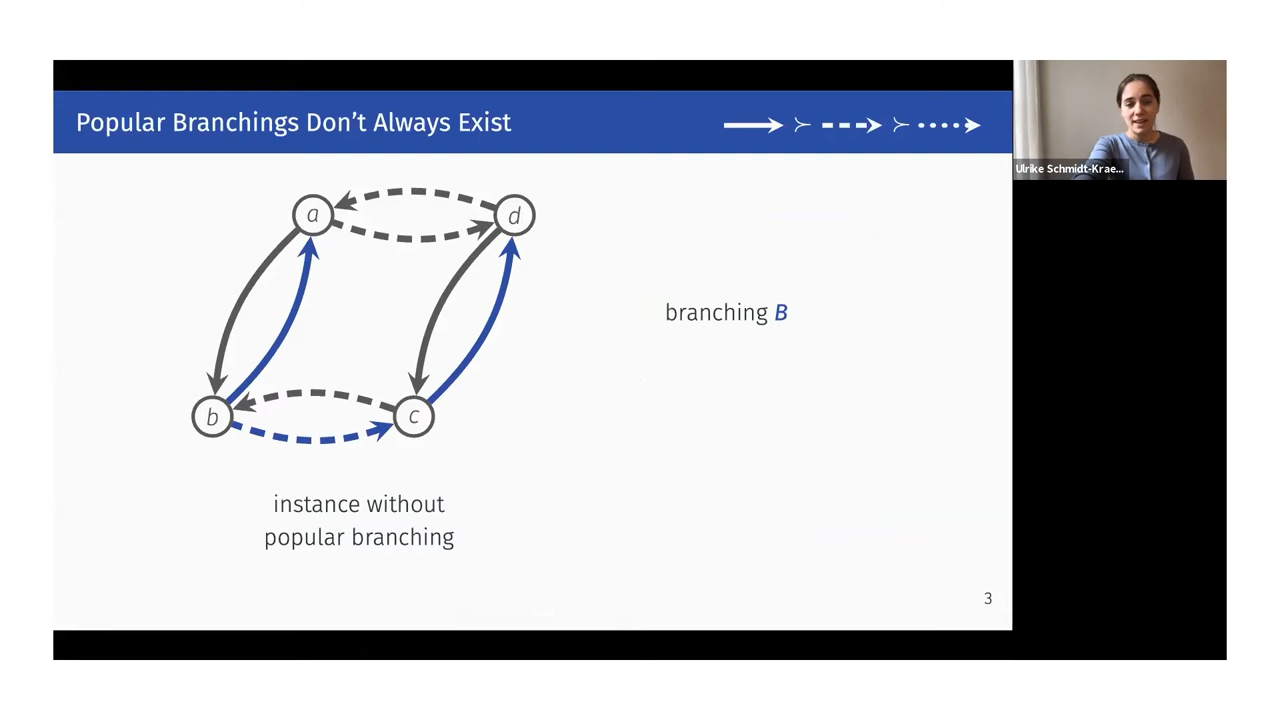 Popular Branchings Don’t Always Exist
Ulrike Schmidt-Krae...
a
d
branching B
b
c
instance without
popular branching
3